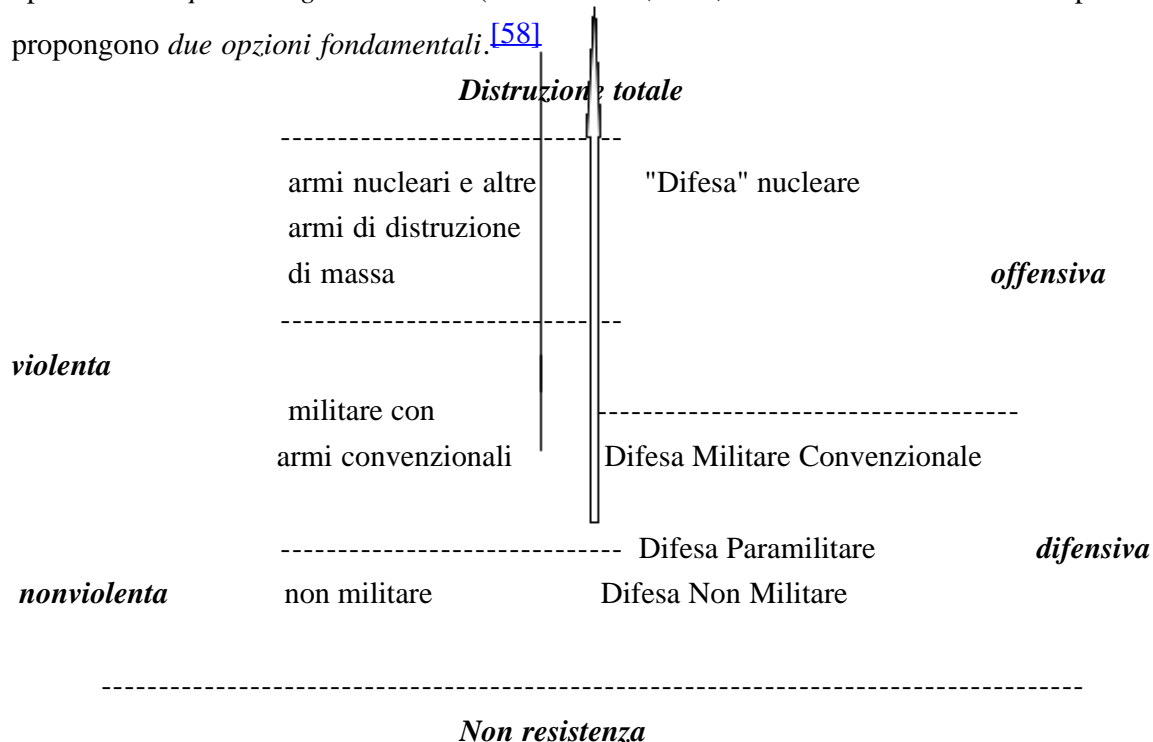 propongono due opzioni fondamentali.[58]
Distruzione totale
armi nucleari e altre "Difesa" nucleare
armi di distruzione
di massa offensiva
violenta
militare con
armi convenzionali Difesa Militare Convenzionale
Difesa Paramilitare difensiva
nonviolenta non militare Difesa Non Militare
Non resistenza